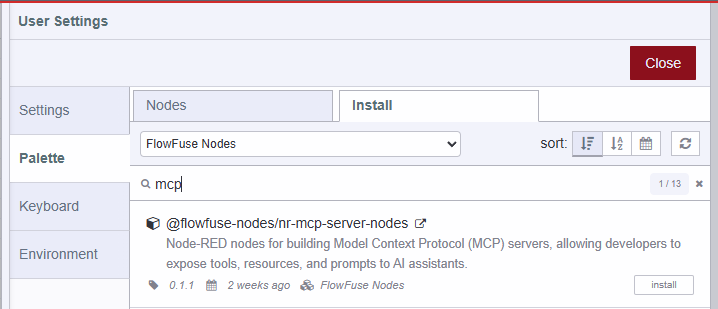 User Settings
Close
Settings
Palette
Keyboard
Environment
Nodes
Install
FlowFuse Nodes
sort:
mcp
1 / 13
@flowfuse-nodes/nr-mcp-server-nodes
Node-RED nodes for building Model Context Protocol (MCP) servers, allowing developers to
expose tools, resources, and prompts to AI assistants.
0.1.1 2 weeks ago FlowFuse Nodes
install